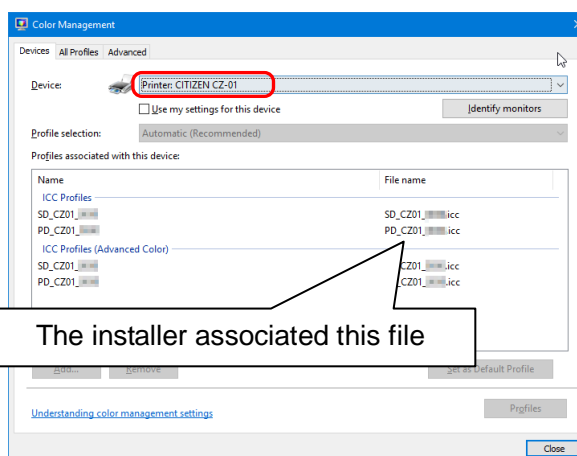 Color Management
Devices All Profiles Advanced
Device: Printer: CITIZEN CZ-01
Use my settings for this device Identify monitors
Profile selection: Automatic (Recommended)
Profiles associated with this device:
Name File name
ICC Profiles
SD_CZ01_ SD_CZ01_ .icc
PD_CZ01_ PD_CZ01_ .icc
ICC Profiles (Advanced Color)
SD_CZ01_ CZ01_ .icc
PD_CZ01_ CZ01_ .icc
The installer associated this file
Add... Remove Set as Default Profile
Understanding color management settings Profiles
Close